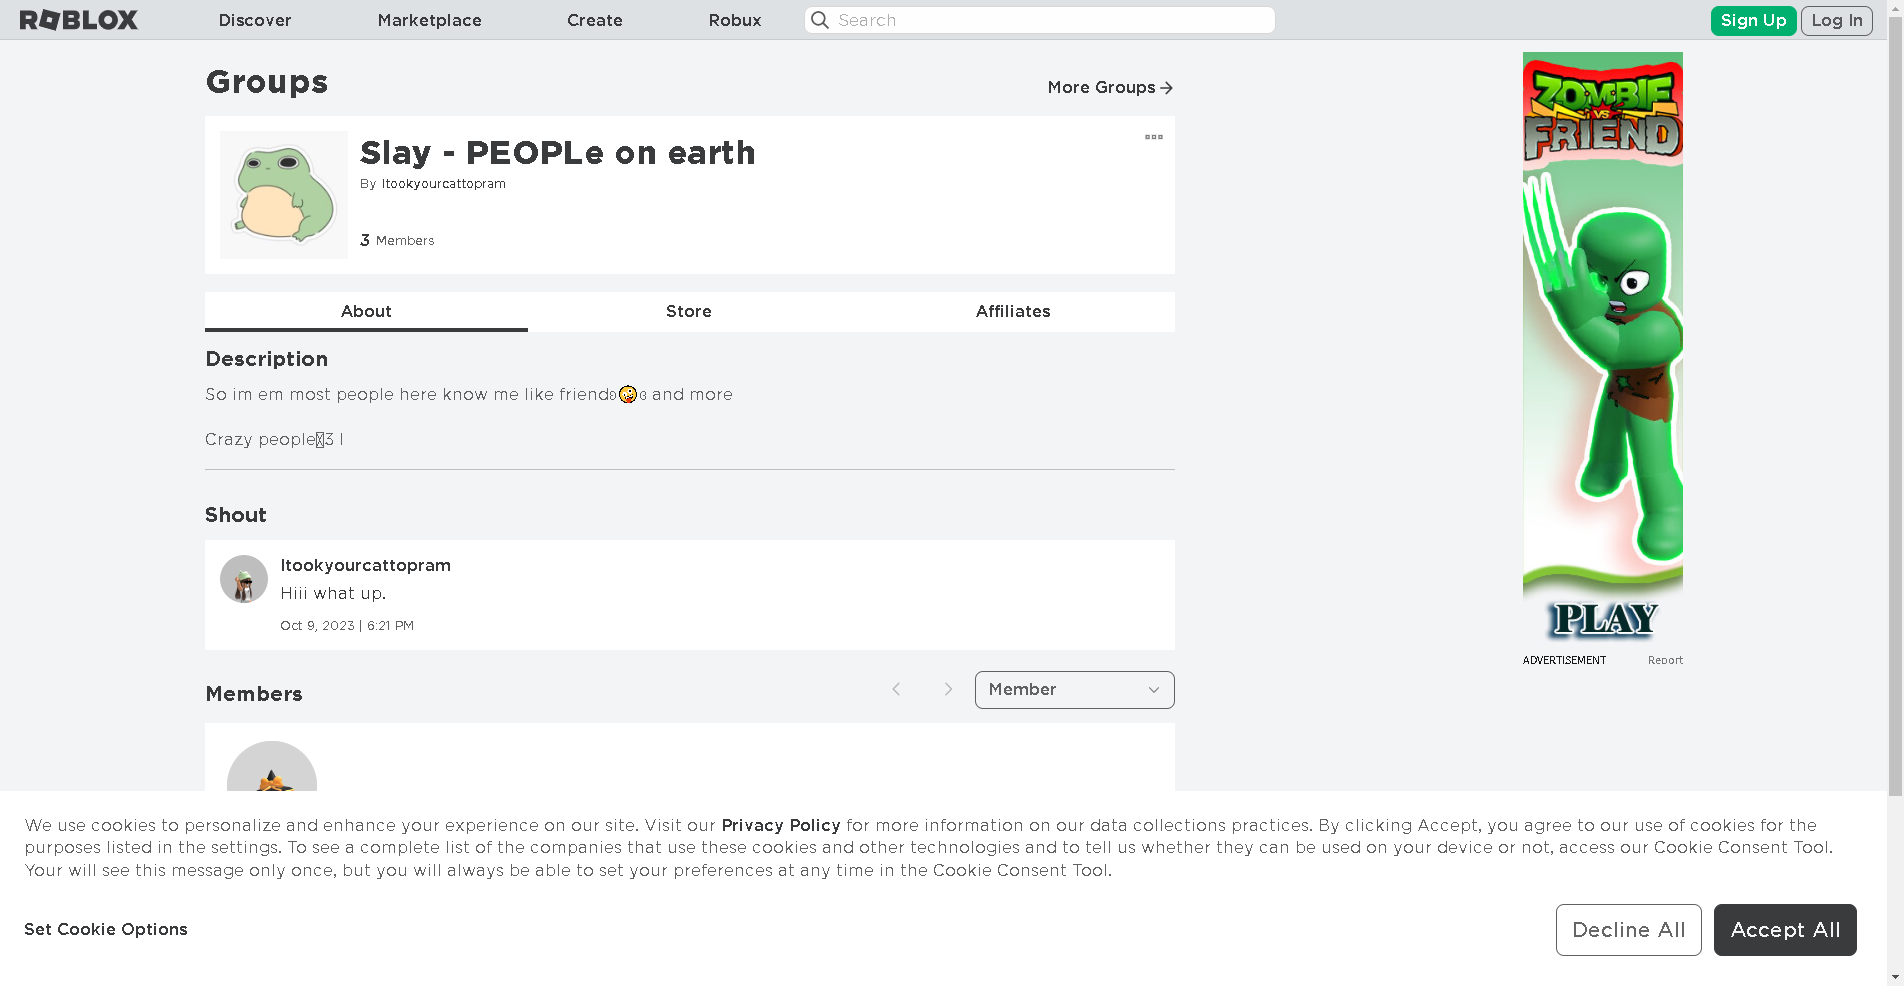 ROBLOX
Discover
Marketplace
Create
Robux
Search
Sign Up
Log In
Groups
More Groups
Slay - PEOPLe on earth
By Itookyourcattopram
3 Members
About
Store
Affiliates
Description
So im em most people here know me like friend🤪 and more
Crazy people 3 l
Shout
Itookyourcattopram
Hiii what up.
Oct 9, 2023 | 6:21 PM
Members
Member
ZOMBIE
VS
FRIEND
PLAY
ADVERTISEMENT
Report
We use cookies to personalize and enhance your experience on our site. Visit our Privacy Policy for more information on our data collections practices. By clicking Accept, you agree to our use of cookies for the
purposes listed in the settings. To see a complete list of the companies that use these cookies and other technologies and to tell us whether they can be used on your device or not, access our Cookie Consent Tool.
Your will see this message only once, but you will always be able to set your preferences at any time in the Cookie Consent Tool.
Set Cookie Options
Decline All
Accept All